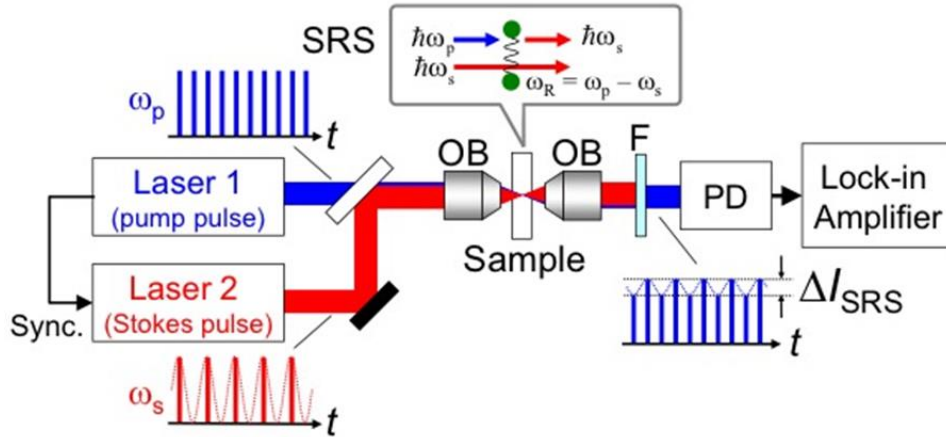 SRS
ℏω_p
ℏω_s
ℏω_s
ω_R = ω_p − ω_s
ω_p
t
OB
OB
F
Laser 1
(pump pulse)
PD
Lock-in
Amplifier
Sample
Laser 2
(Stokes pulse)
Sync.
ΔI_SRS
t
ω_s
t